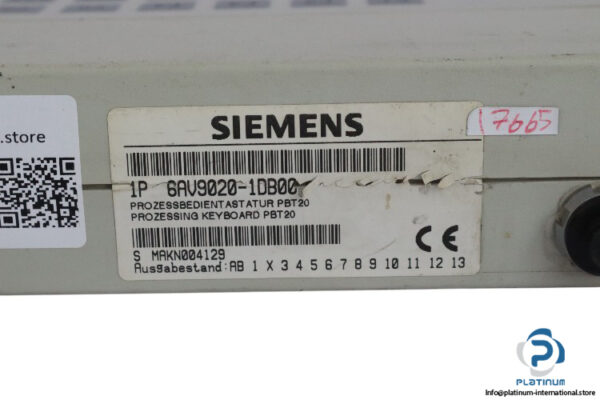 .store
SIEMENS
17665
1P 6AV9020-1DB00
PROZESSBEDIENTASTATUR PBT20
PROZESSING KEYBOARD PBT20
S MAKN004129
Ausgabestand: AB 1 X 3 4 5 6 7 8 9 10 11 12 13
CE
PLATINUM
Info@platinum-international.store